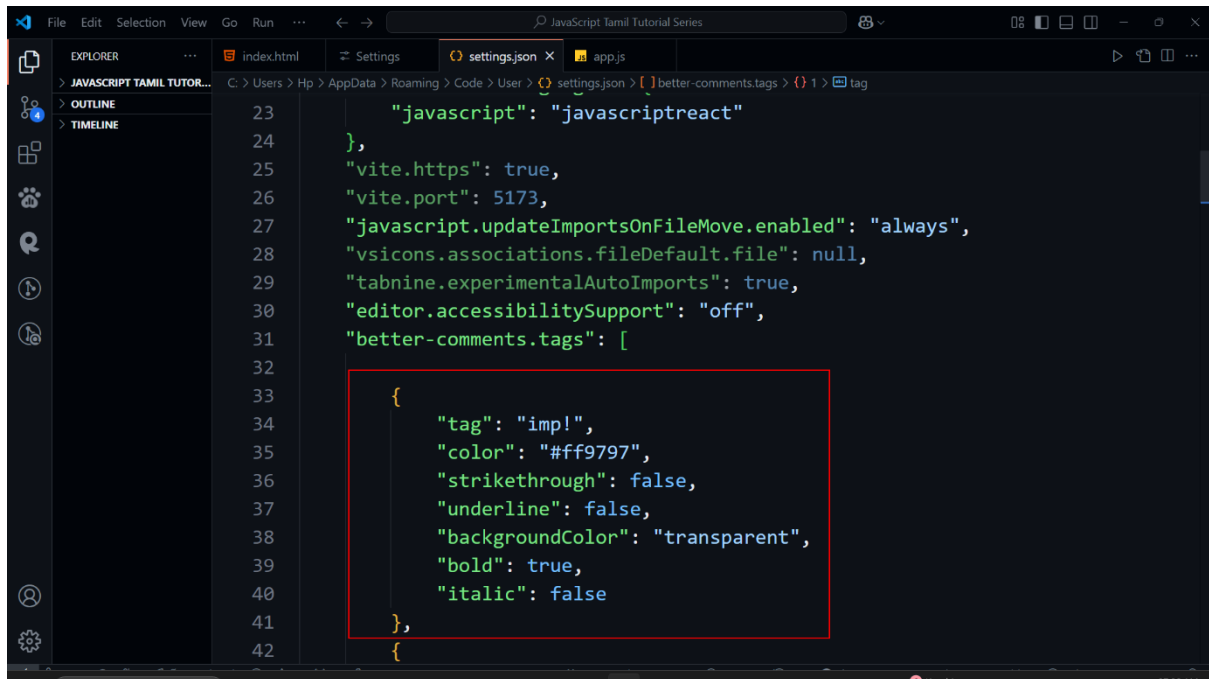 File Edit Selection View Go Run ··· JavaScript Tamil Tutorial Series
EXPLORER ···
JAVASCRIPT TAMIL TUTOR...
OUTLINE
TIMELINE
4
index.html Settings {} settings.json × JS app.js
C: > Users > Hp > AppData > Roaming > Code > User > {} settings.json > [ ] better-comments.tags > {} 1 > tag
23 "javascript": "javascriptreact"
24 },
25 "vite.https": true,
26 "vite.port": 5173,
27 "javascript.updateImportsOnFileMove.enabled": "always",
28 "vsicons.associations.fileDefault.file": null,
29 "tabnine.experimentalAutoImports": true,
30 "editor.accessibilitySupport": "off",
31 "better-comments.tags": [
32
33 {
34 "tag": "imp!",
35 "color": "#ff9797",
36 "strikethrough": false,
37 "underline": false,
38 "backgroundColor": "transparent",
39 "bold": true,
40 "italic": false
41 },
42 {